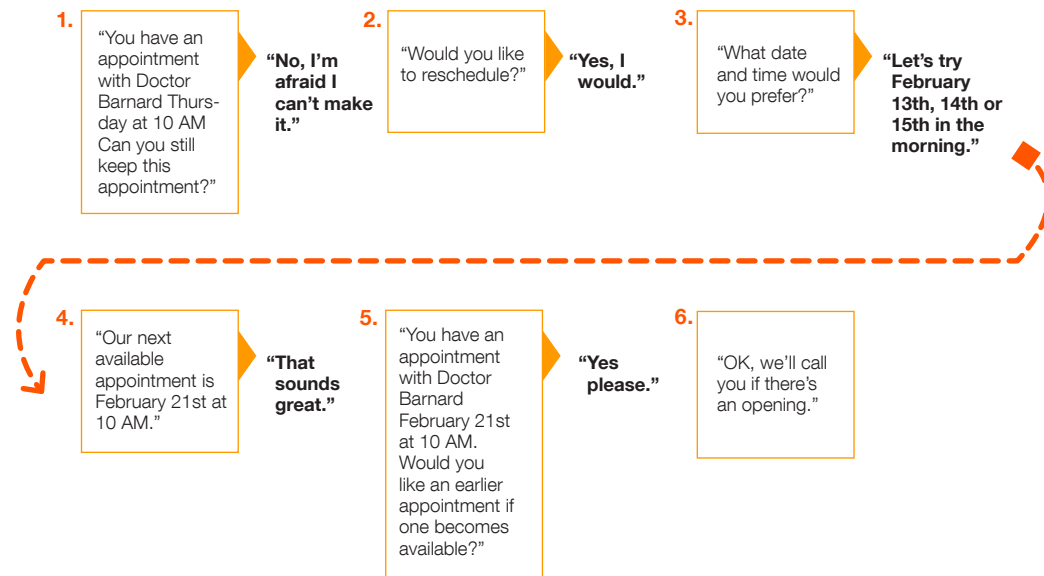 1.
“You have an
appointment
with Doctor
Barnard Thurs-
day at 10 AM
Can you still
keep this
appointment?”
“No, I’m
afraid I
can’t make
it.”
2.
“Would you like
to reschedule?”
“Yes, I
would.”
3.
“What date
and time would
you prefer?”
“Let’s try
February
13th, 14th or
15th in the
morning.”
4.
“Our next
available
appointment is
February 21st at
10 AM.”
“That
sounds
great.”
5.
“You have an
appointment
with Doctor
Barnard
February 21st
at 10 AM.
Would you
like an earlier
appointment if
one becomes
available?”
“Yes
please.”
6.
“OK, we’ll call
you if there’s
an opening.”